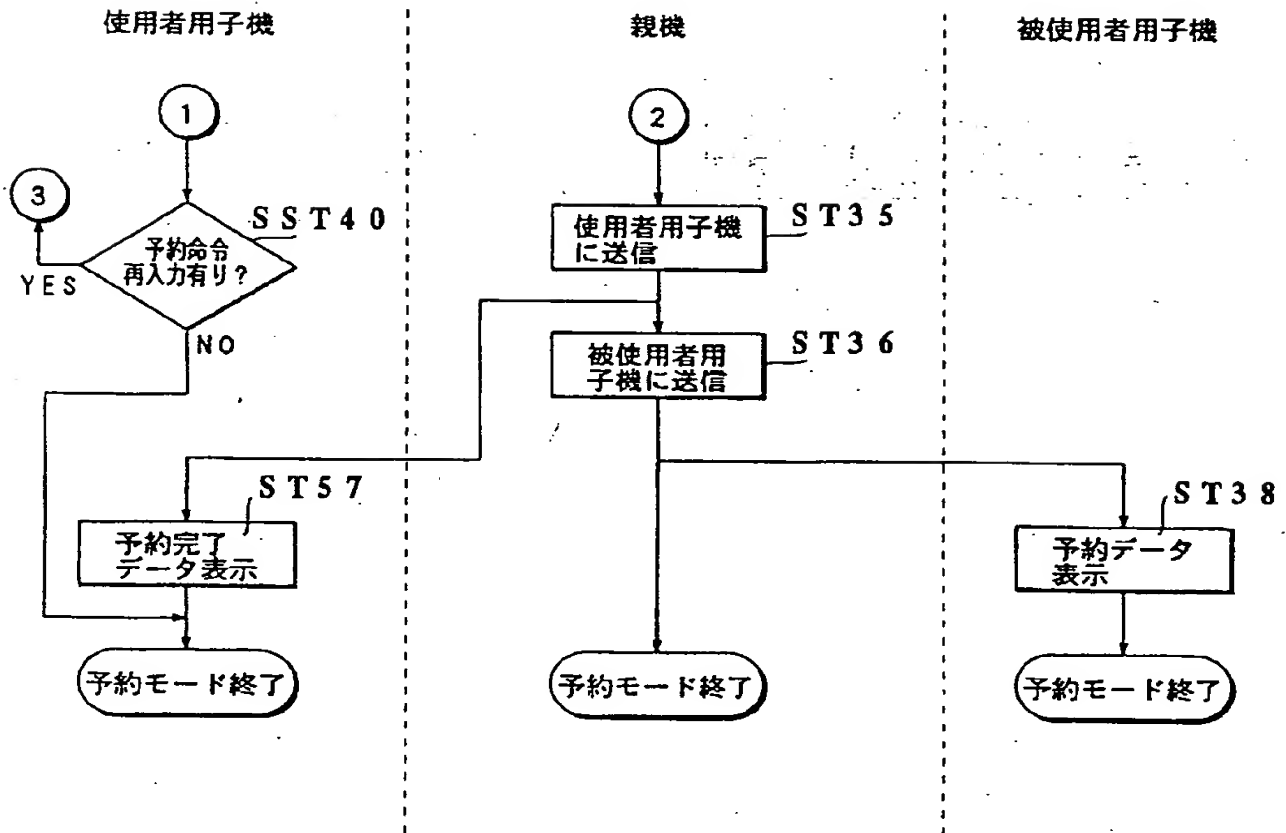 使用者用子機
親機
被使用者用子機
1
2
3
SST40
予約命令
再入力有り?
YES
NO
使用者用子機
に送信
ST35
被使用者用
子機に送信
ST36
ST57
予約完了
データ表示
ST38
予約データ
表示
予約モード終了
予約モード終了
予約モード終了